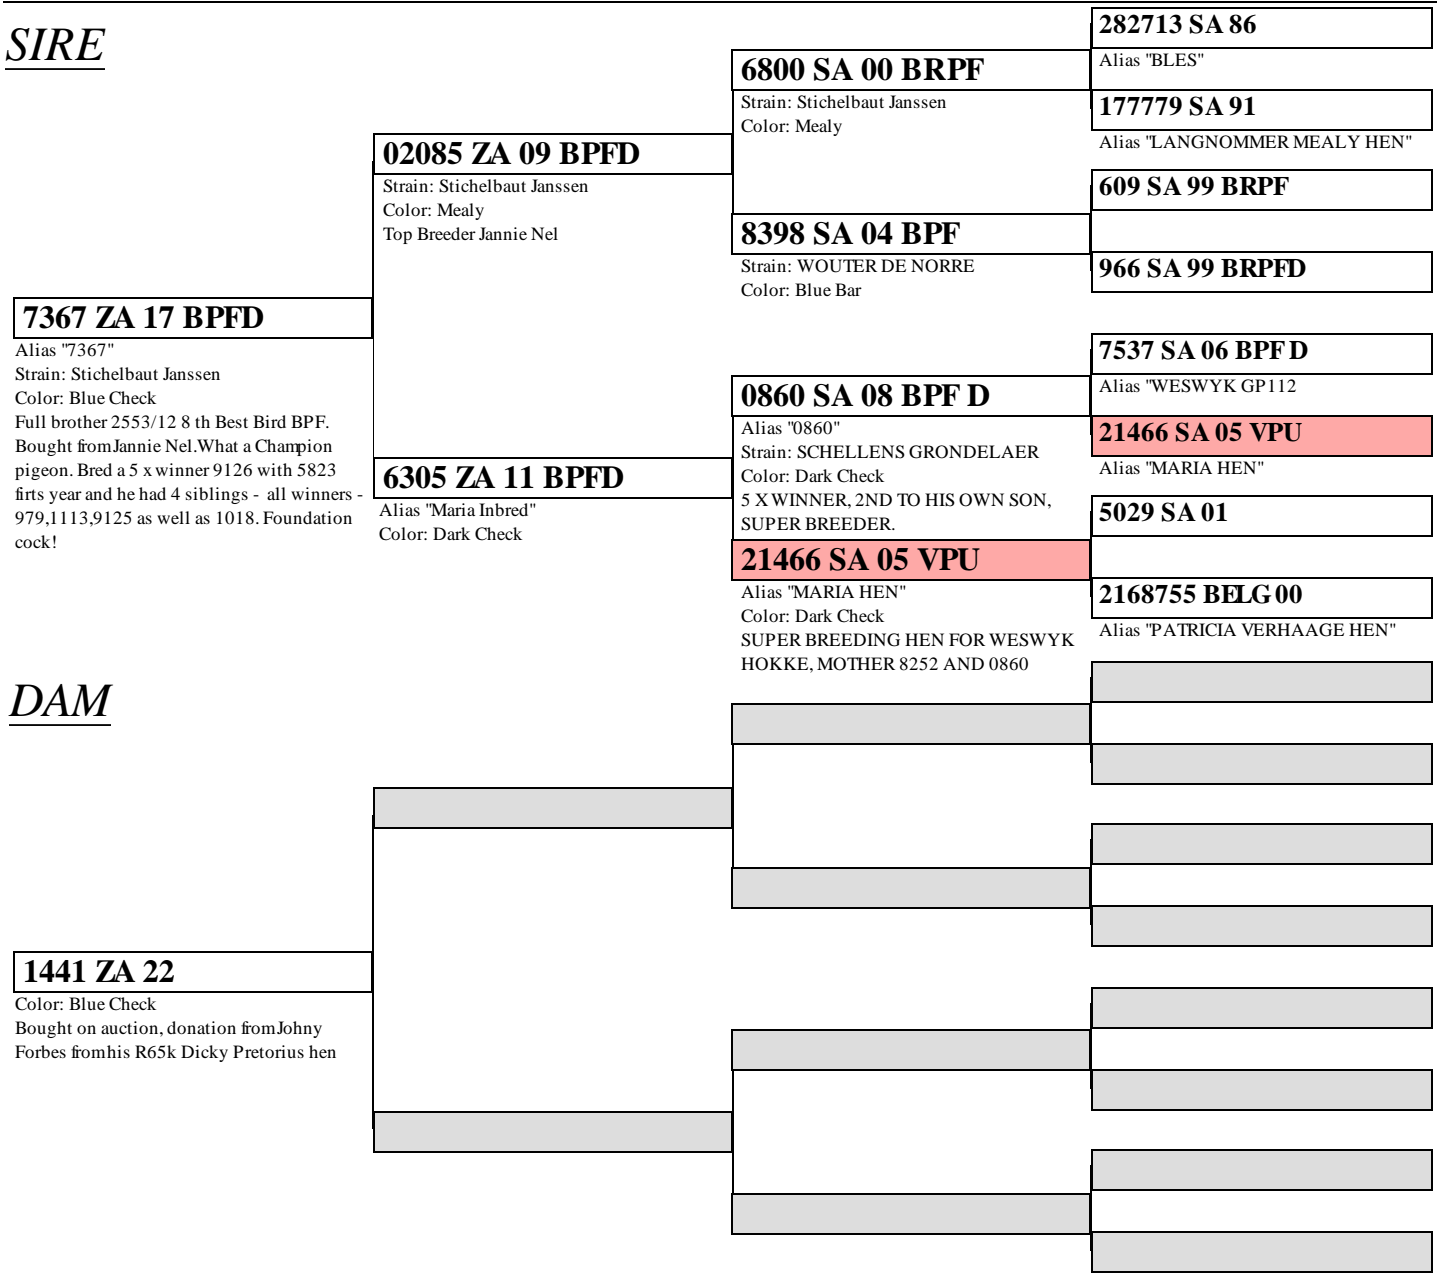 SIRE
7367 ZA 17 BPFD
Alias "7367"
Strain: Stichelbaut Janssen
Color: Blue Check
Full brother 2553/12 8 th Best Bird BPF.
Bought from Jannie Nel.What a Champion
pigeon. Bred a 5 x winner 9126 with 5823
firts year and he had 4 siblings - all winners -
979,1113,9125 as well as 1018. Foundation
cock!
02085 ZA 09 BPFD
Strain: Stichelbaut Janssen
Color: Mealy
Top Breeder Jannie Nel
6305 ZA 11 BPFD
Alias "Maria Inbred"
Color: Dark Check
6800 SA 00 BRPF
Strain: Stichelbaut Janssen
Color: Mealy
8398 SA 04 BPF
Strain: WOUTER DE NORRE
Color: Blue Bar
0860 SA 08 BPF D
Alias "0860"
Strain: SCHELLENS GRONDELAER
Color: Dark Check
5 X WINNER, 2ND TO HIS OWN SON,
SUPER BREEDER.
21466 SA 05 VPU
Alias "MARIA HEN"
Color: Dark Check
SUPER BREEDING HEN FOR WESWYK
HOKKE, MOTHER 8252 AND 0860
282713 SA 86
Alias "BLES"
177779 SA 91
Alias "LANGNOMMER MEALY HEN"
609 SA 99 BRPF
966 SA 99 BRPFD
7537 SA 06 BPF D
Alias "WESWYK GP112
21466 SA 05 VPU
Alias "MARIA HEN"
5029 SA 01
2168755 BELG 00
Alias "PATRICIA VERHAAGE HEN"
DAM
1441 ZA 22
Color: Blue Check
Bought on auction, donation from Johny
Forbes from his R65k Dicky Pretorius hen